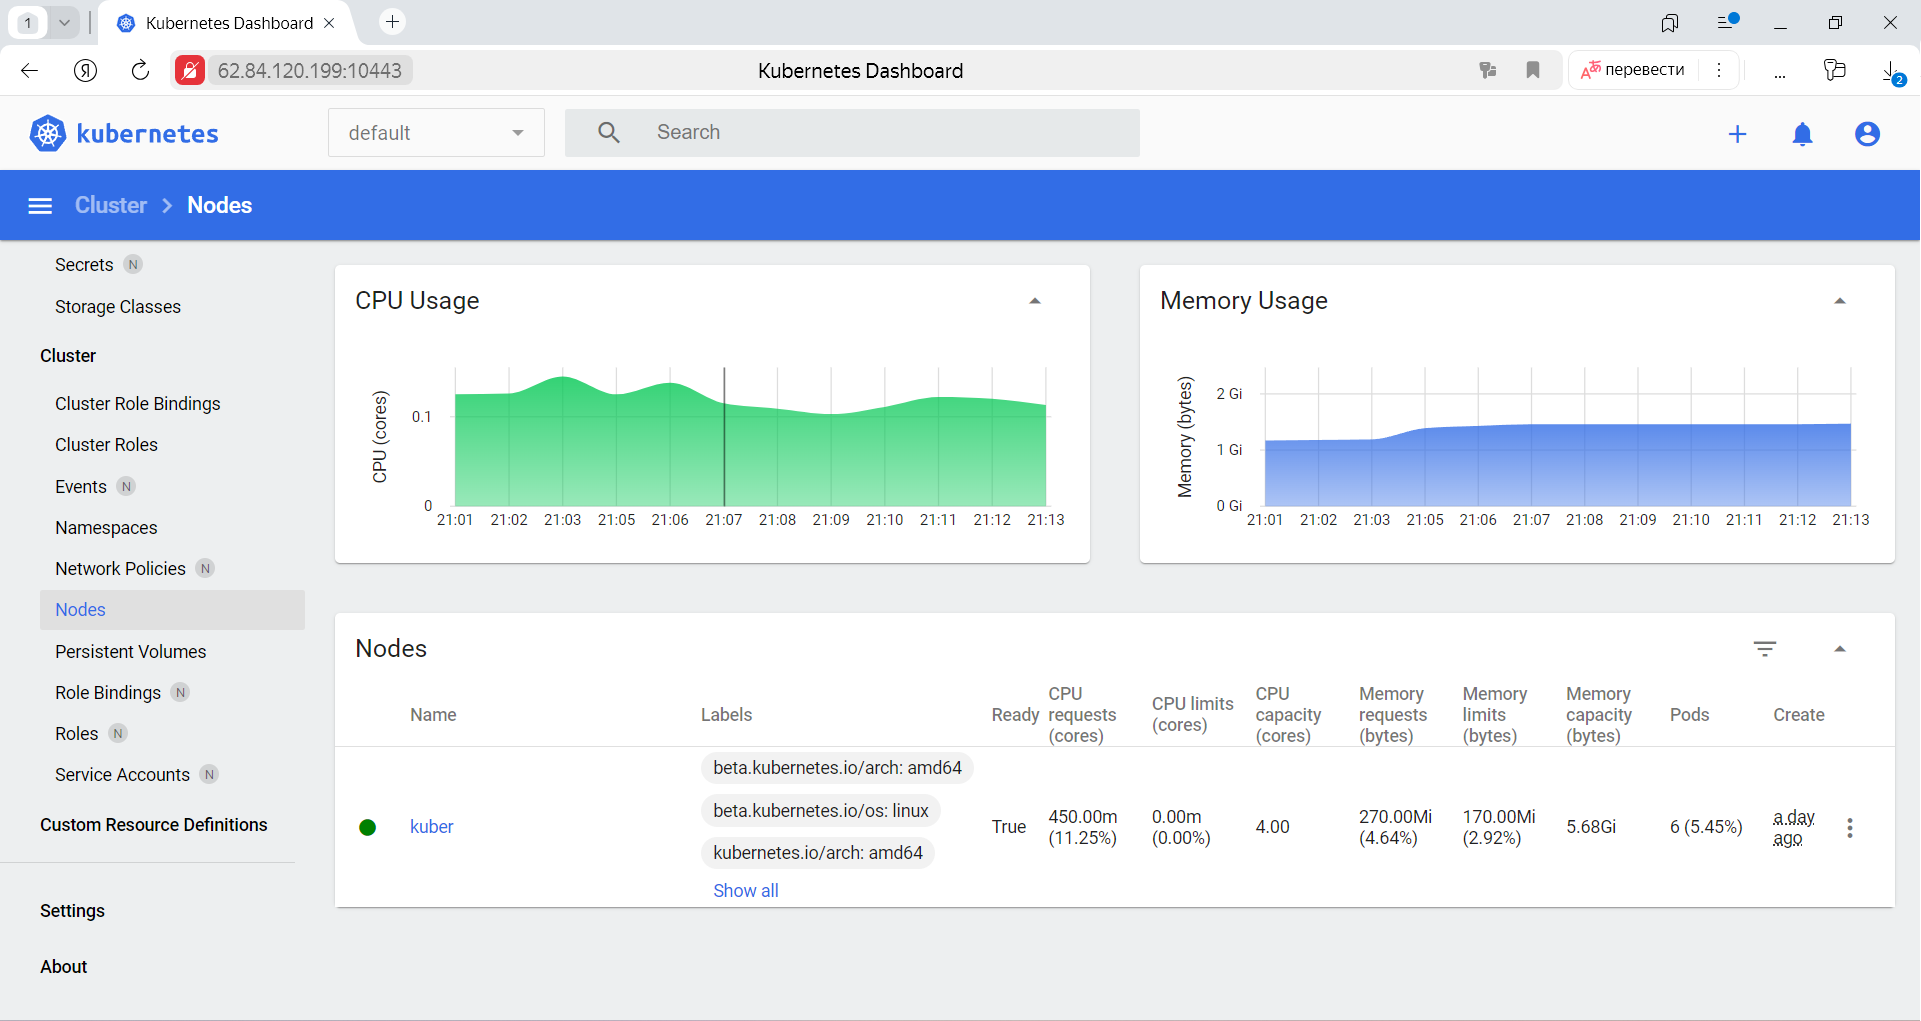 1
Kubernetes Dashboard
62.84.120.199:10443
Kubernetes Dashboard
перевести
2
kubernetes
default
Search
Cluster
Nodes
Secrets N
Storage Classes
Cluster
Cluster Role Bindings
Cluster Roles
Events N
Namespaces
Network Policies N
Nodes
Persistent Volumes
Role Bindings N
Roles N
Service Accounts N
Custom Resource Definitions
Settings
About
CPU Usage
CPU (cores)
0.1
0
21:01 21:02 21:03 21:05 21:06 21:07 21:08 21:09 21:10 21:11 21:12 21:13
Memory Usage
Memory (bytes)
2 Gi
1 Gi
0 Gi
21:01 21:02 21:03 21:05 21:06 21:07 21:08 21:09 21:10 21:11 21:12 21:13
Nodes
Name
Labels
Ready
CPU
requests
(cores)
CPU limits
(cores)
CPU
capacity
(cores)
Memory
requests
(bytes)
Memory
limits
(bytes)
Memory
capacity
(bytes)
Pods
Create
kuber
beta.kubernetes.io/arch: amd64
beta.kubernetes.io/os: linux
kubernetes.io/arch: amd64
Show all
True
450.00m
(11.25%)
0.00m
(0.00%)
4.00
270.00Mi
(4.64%)
170.00Mi
(2.92%)
5.68Gi
6 (5.45%)
a day
ago